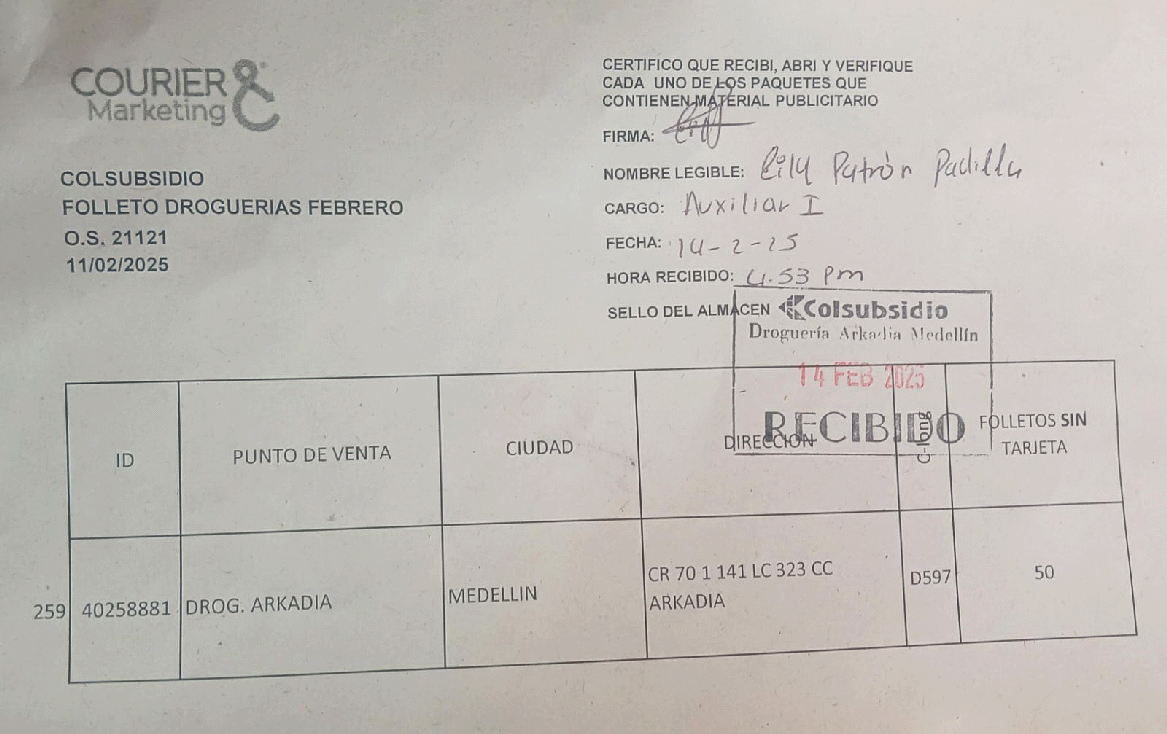 COURIER &
Marketing
COLSUBSIDIO
FOLLETO DROGUERIAS FEBRERO
O.S. 21121
11/02/2025
CERTIFICO QUE RECIBI, ABRI Y VERIFIQUE
CADA UNO DE LOS PAQUETES QUE
CONTIENEN MATERIAL PUBLICITARIO
FIRMA:
NOMBRE LEGIBLE: Lily Patrón Padilla
CARGO: Auxiliar I
FECHA: 14-2-25
HORA RECIBIDO: 4.53 Pm
SELLO DEL ALMACEN
Colsubsidio
Droguería Arkadia Medellín
14 FEB 2025
RECIBIDO
ID PUNTO DE VENTA CIUDAD DIRECCION FOLLETOS SIN
TARJETA
259 40258881 DROG. ARKADIA MEDELLIN CR 70 1 141 LC 323 CC
ARKADIA D597 50